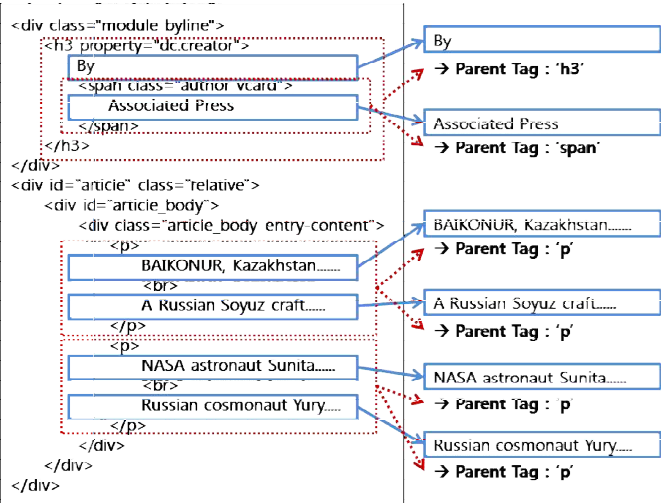 <div class="module byline">
<h3 property="dc.creator">
By
<span class="author vcard">
Associated Press
</span>
</h3>
</div>
<div id="article" class="relative">
<div id="article_body">
<div class="article_body entry-content">
<p>
BAIKONUR, Kazakhstan.......
<br>
A Russian Soyuz craft......
</p>
<p>
NASA astronaut Sunita......
<br>
Russian cosmonaut Yury.....
</p>
</div>
</div>
</div>
By
→ Parent Tag : 'h3'
Associated Press
→ Parent Tag : 'span'
BAIKONUR, Kazakhstan.......
→ Parent Tag : 'p'
A Russian Soyuz craft......
→ Parent Tag : 'p'
NASA astronaut Sunita......
→ Parent Tag : 'p'
Russian cosmonaut Yury.....
→ Parent Tag : 'p'